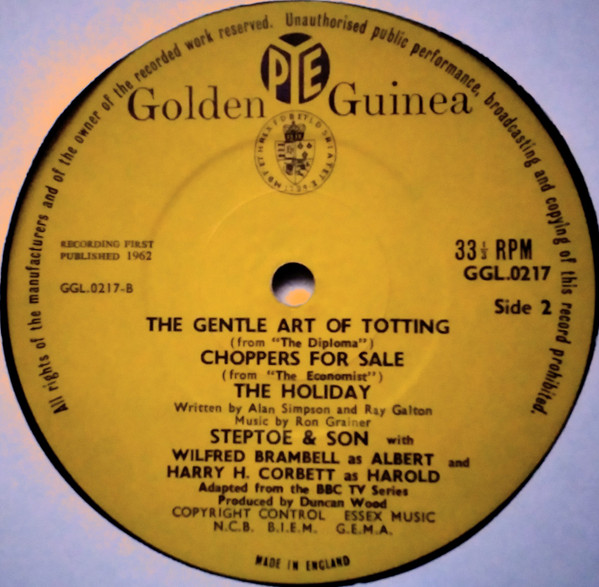 All rights of the manufacturers and of the owner of the recorded work reserved. Unauthorised public performance, broadcasting and copying of this record prohibited.
PYE
Golden Guinea
RECORDING FIRST
PUBLISHED 1962
GGL.0217-B
33 1/3 RPM
GGL.0217
Side 2
THE GENTLE ART OF TOTTING
(from "The Diploma")
CHOPPERS FOR SALE
(from "The Economist")
THE HOLIDAY
Written by Alan Simpson and Ray Galton
Music by Ron Grainer
STEPTOE & SON with
WILFRED BRAMBELL as ALBERT and
HARRY H. CORBETT as HAROLD
Adapted from the BBC TV Series
Produced by Duncan Wood
COPYRIGHT CONTROL ESSEX MUSIC
N.C.B. B.I.E.M. G.E.M.A.
MADE IN ENGLAND